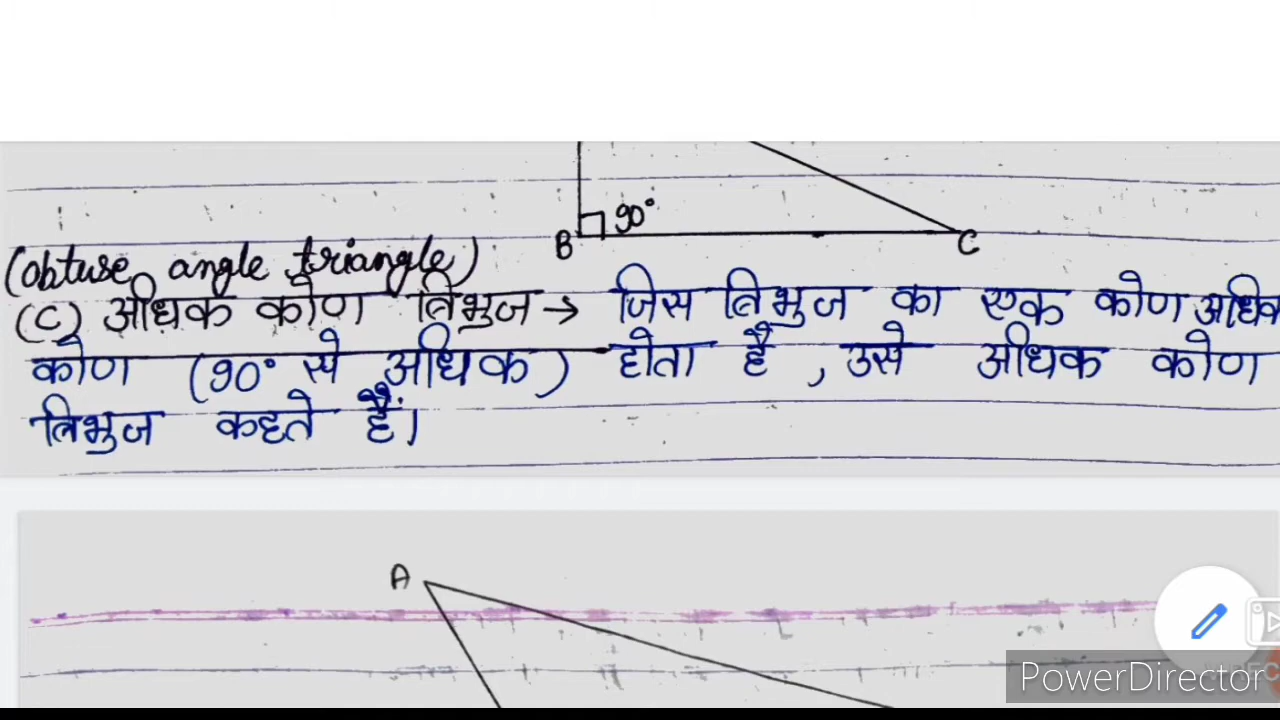 90°
B
C
(obtuse angle triangle)
(C) अधिक कोण त्रिभुज → जिस त्रिभुज का एक कोण अधिक
कोण (90° से अधिक) होता है, उसे अधिक कोण
त्रिभुज कहते हैं।
A
PowerDirector